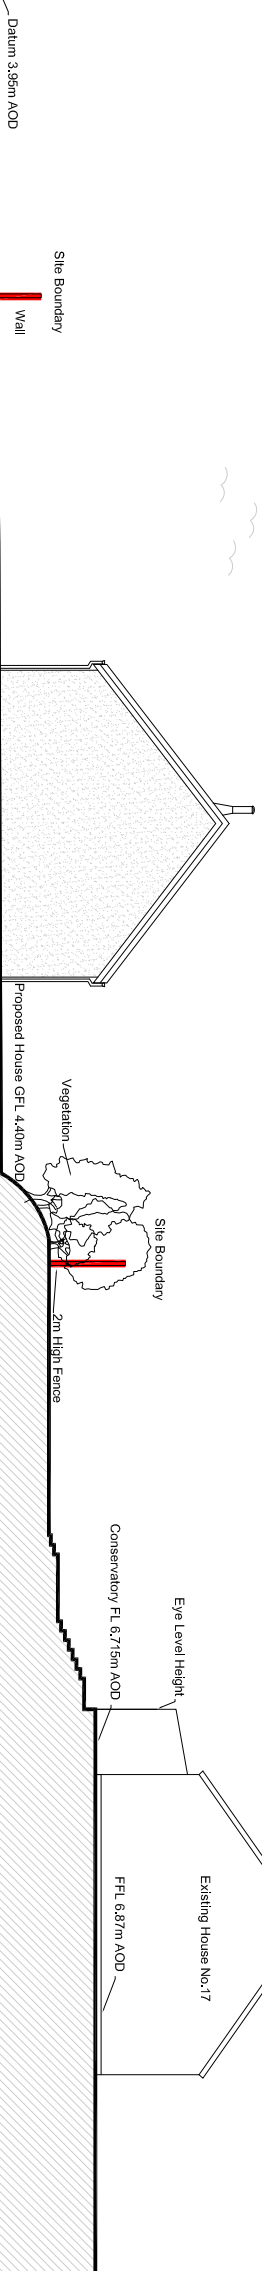 Datum 3.95m AOD
SIte Boundary
Wall
Proposed House GFL 4.40m AOD
Vegetation
Site Boundary
2m High Fence
Conservatory FL 6.715m AOD
Eye Level Height
Existing House No.17
FFL 6.87m AOD